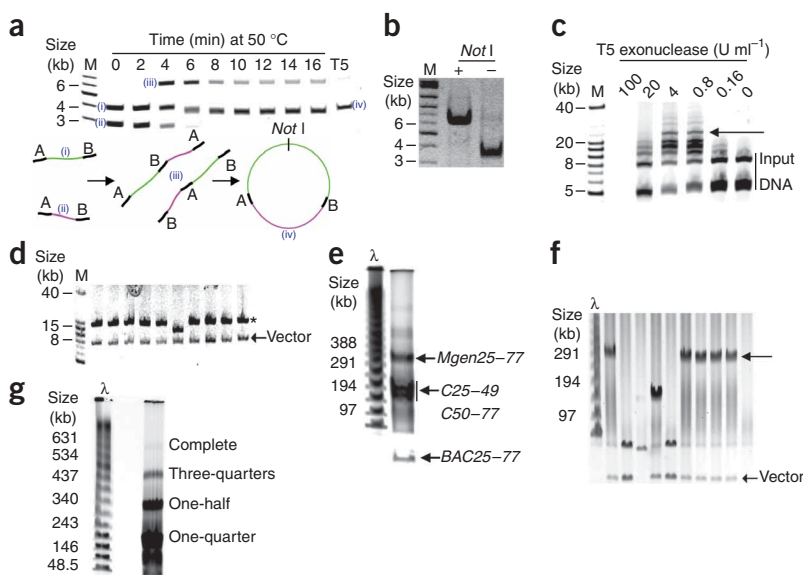 a
Size (kb)
M
Time (min) at 50 °C
0 2 4 6 8 10 12 14 16 T5
6
4
3
(iii)
(i)
(ii)
(iv)
A (i) B
A (ii) B
A
B
(iii)
A
B
Not I
A
B
(iv)
b
Size (kb)
M
Not I
+ −
6
4
3
c
T5 exonuclease (U ml−1)
Size (kb)
M
100 20 4 0.8 0.16 0
40
20
8
5
Input
DNA
d
Size (kb)
M
40
15
8
*
Vector
e
λ
Size (kb)
388
291
194
97
Mgen25–77
C25–49
C50–77
BAC25–77
f
λ
Size (kb)
291
194
97
Vector
g
Size (kb)
λ
631
534
437
340
243
146
48.5
Complete
Three-quarters
One-half
One-quarter